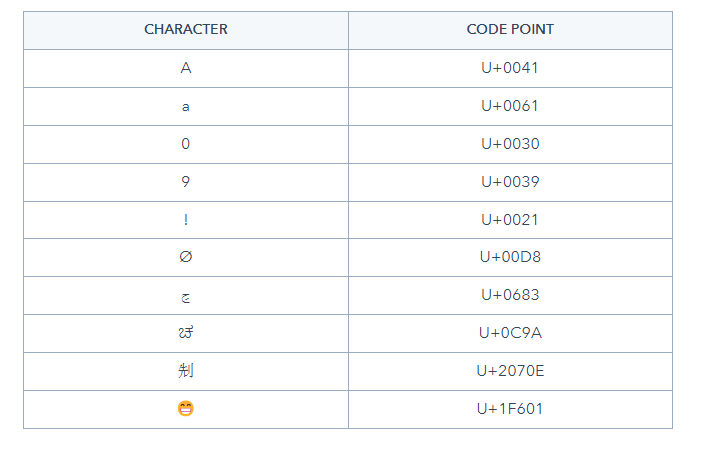 CHARACTER CODE POINT
A U+0041
a U+0061
0 U+0030
9 U+0039
! U+0021
Ø U+00D8
ڃ U+0683
ಚ U+0C9A
𠜎 U+2070E
😁 U+1F601